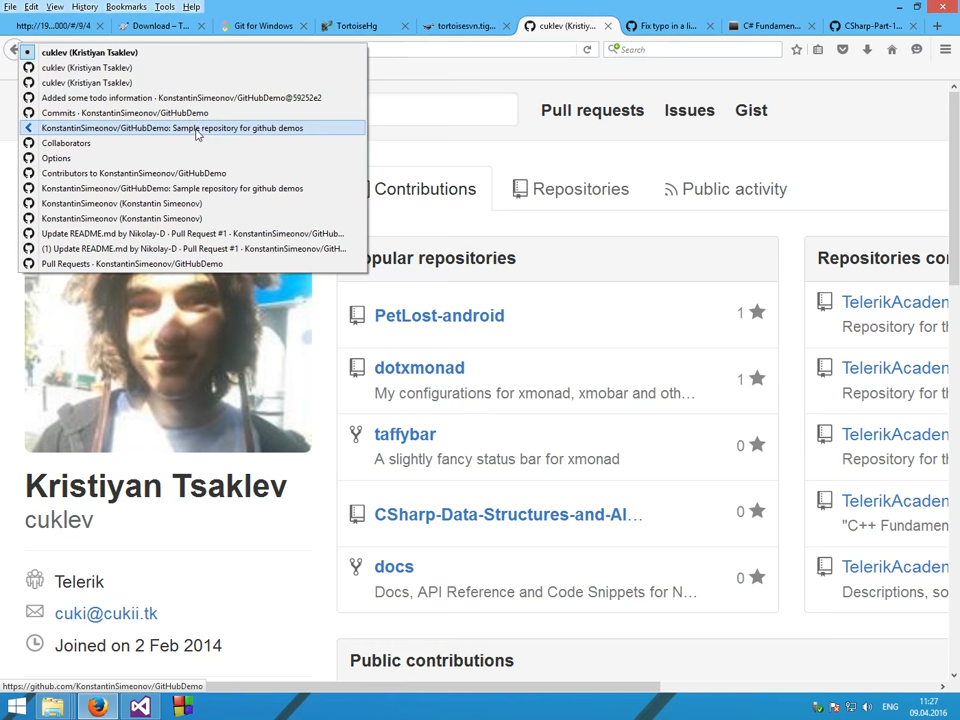 File Edit View History Bookmarks Tools Help
http://19...000/#/9/4
Download – T...
Git for Windows
TortoiseHg
tortoisesvn.tig...
cuklev (Kristiy...
Fix typo in a li...
C# Fundamen...
CSharp-Part-1...
Search
cuklev (Kristiyan Tsaklev)
cuklev (Kristiyan Tsaklev)
cuklev (Kristiyan Tsaklev)
Added some todo information · KonstantinSimeonov/GitHubDemo@59252e2
Commits · KonstantinSimeonov/GitHubDemo
KonstantinSimeonov/GitHubDemo: Sample repository for github demos
Collaborators
Options
Contributors to KonstantinSimeonov/GitHubDemo
KonstantinSimeonov/GitHubDemo: Sample repository for github demos
KonstantinSimeonov (Konstantin Simeonov)
KonstantinSimeonov (Konstantin Simeonov)
Update README.md by Nikolay-D · Pull Request #1 · KonstantinSimeonov/GitHub...
(1) Update README.md by Nikolay-D · Pull Request #1 · KonstantinSimeonov/GitH...
Pull Requests · KonstantinSimeonov/GitHubDemo
Pull requests Issues Gist
Contributions Repositories Public activity
opular repositories
PetLost-android
1
dotxmonad
1
My configurations for xmonad, xmobar and oth...
taffybar
0
A slightly fancy status bar for xmonad
CSharp-Data-Structures-and-Al...
0
docs
0
Docs, API Reference and Code Snippets for N...
Public contributions
Repositories co
TelerikAcadem
Repository for th
TelerikAcadem
Repository for th
TelerikAcadem
Repository for th
TelerikAcadem
"C++ Fundamen
TelerikAcadem
Descriptions, so
Kristiyan Tsaklev
cuklev
Telerik
cuki@cukii.tk
Joined on 2 Feb 2014
https://github.com/KonstantinSimeonov/GitHubDemo
ENG
11:27
09.04.2016